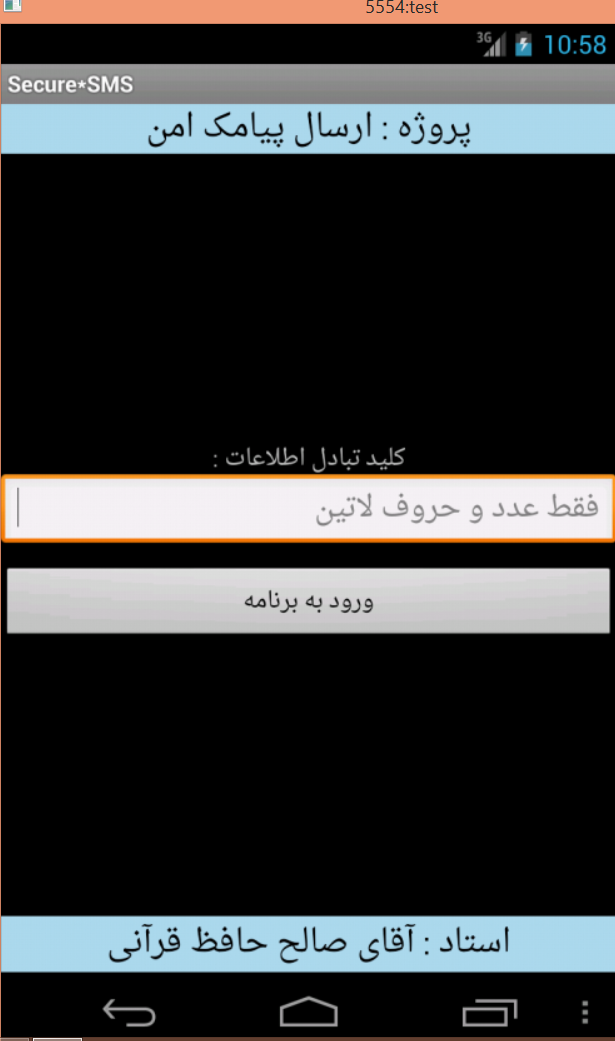 5554:test
3G 10:58
Secure*SMS
پروژه : ارسال پیامک امن
کلید تبادل اطلاعات :
فقط عدد و حروف لاتین
ورود به برنامه
استاد : آقای صالح حافظ قرآنی